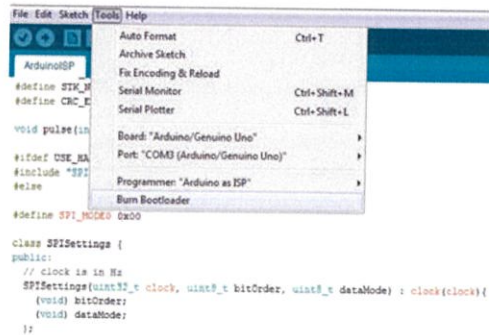 File Edit Sketch Tools Help
Auto Format Ctrl+T
Archive Sketch
Fix Encoding & Reload
Serial Monitor Ctrl+Shift+M
Serial Plotter Ctrl+Shift+L
Board: "Arduino/Genuino Uno"
Port: "COM3 (Arduino/Genuino Uno)"
Programmer: "Arduino as ISP"
Burn Bootloader
ArduinoISP
#define STK_
#define CRC_E
void pulse(in
#ifdef USE_HA
#include "SPI
#else
#define SPI_MODE0 0x00
class SPISettings {
public:
// clock is in Hz
SPISettings(uint32_t clock, uint8_t bitOrder, uint8_t dataMode) : clock(clock){
(void) bitOrder;
(void) dataMode;
};